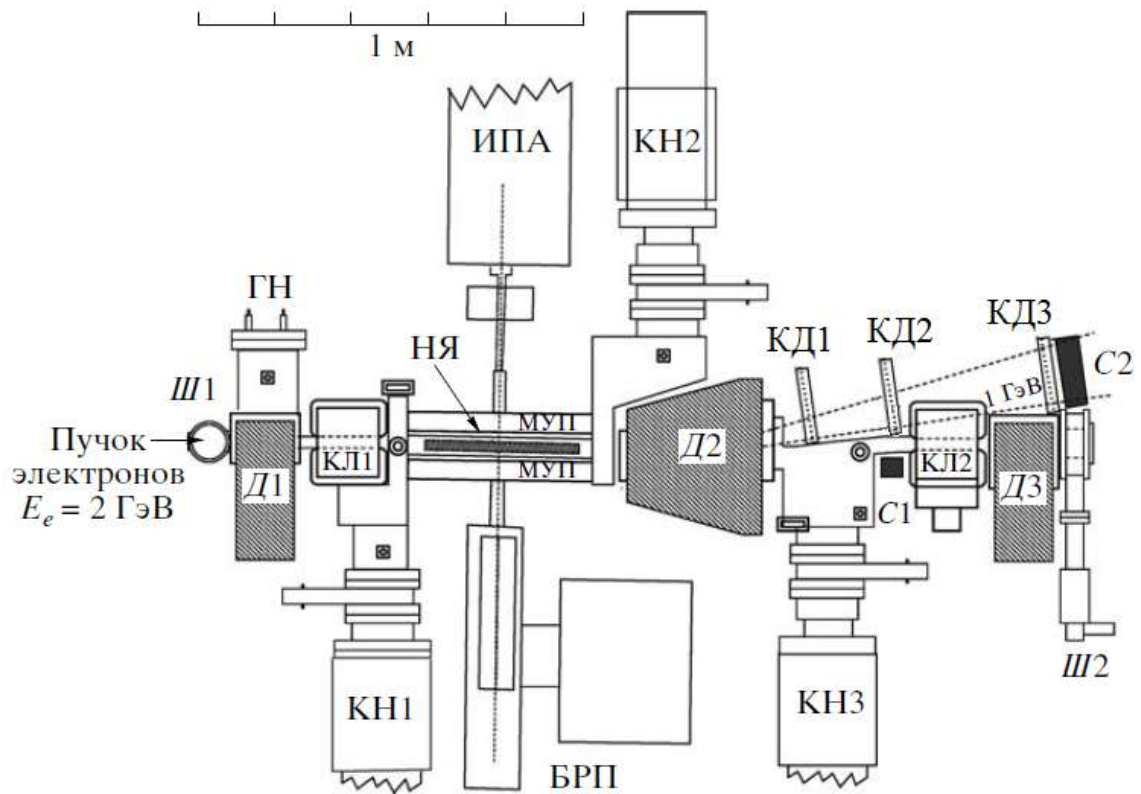 1 м
ИПА
КН2
ГН
НЯ
КД1
КД2
КД3
С2
1 ГэВ
Ш1
МУП
Пучок
электронов
E_e = 2 ГэВ
Д1
КЛ1
МУП
Д2
КЛ2
Д3
С1
КН1
БРП
КН3
Ш2